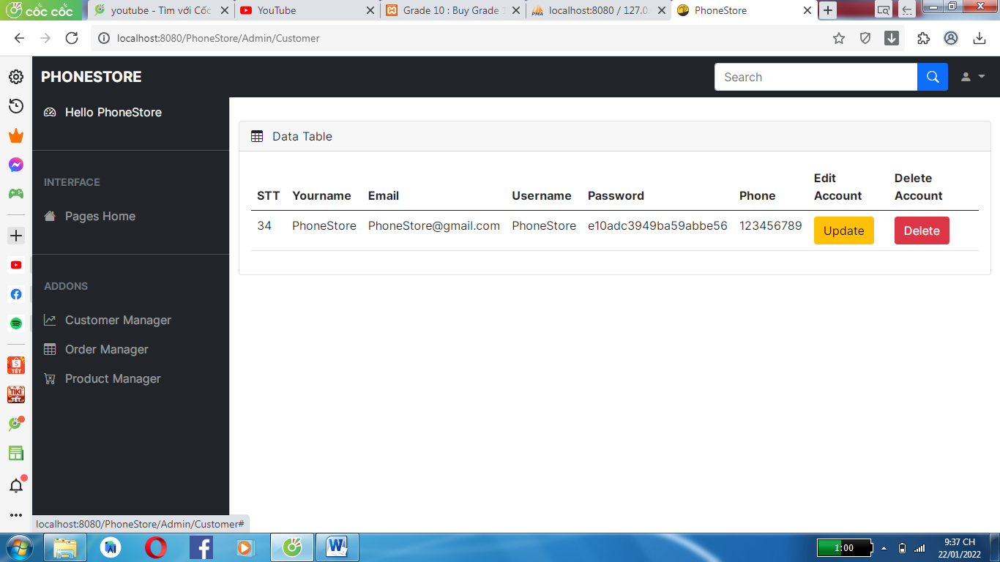 cốc cốc
youtube - Tìm với Cốc
YouTube
Grade 10 : Buy Grade 1
PMA
localhost:8080 / 127.0.
PhoneStore
localhost:8080/PhoneStore/Admin/Customer
PHONESTORE
Search
Hello PhoneStore
INTERFACE
Pages Home
ADDONS
Customer Manager
Order Manager
Product Manager
Data Table
STT Yourname Email Username Password Phone Edit Account Delete Account
34 PhoneStore PhoneStore@gmail.com PhoneStore e10adc3949ba59abbe56 123456789 Update Delete
TẾT
TIKI
TẾT
localhost:8080/PhoneStore/Admin/Customer#
1:00
9:37 CH
22/01/2022